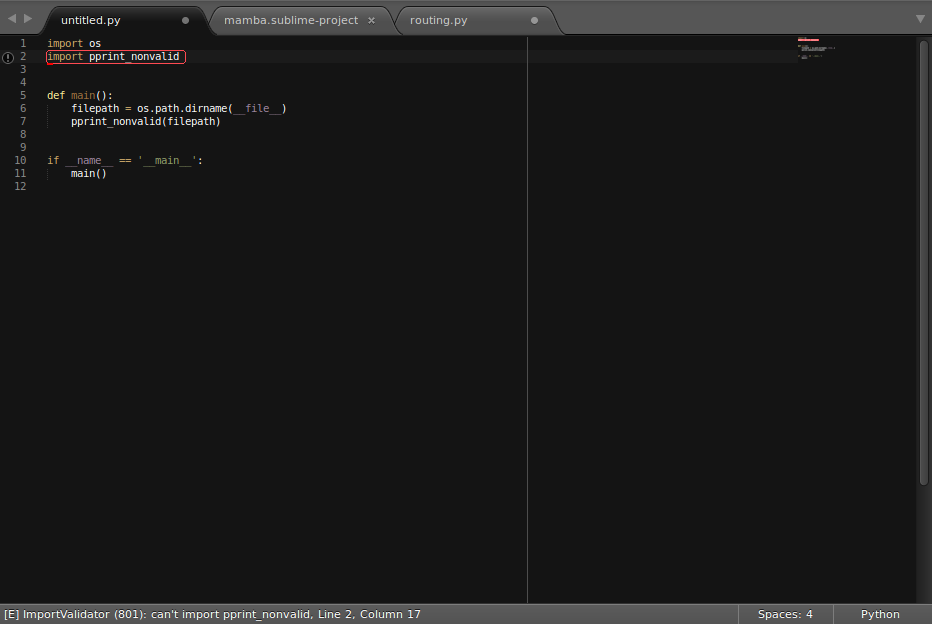 untitled.py mamba.sublime-project × routing.py
1 import os
2 import pprint_nonvalid
3
4
5 def main():
6     filepath = os.path.dirname(__file__)
7     pprint_nonvalid(filepath)
8
9
10 if __name__ == '__main__':
11     main()
12
[E] ImportValidator (801): can't import pprint_nonvalid, Line 2, Column 17 Spaces: 4 Python